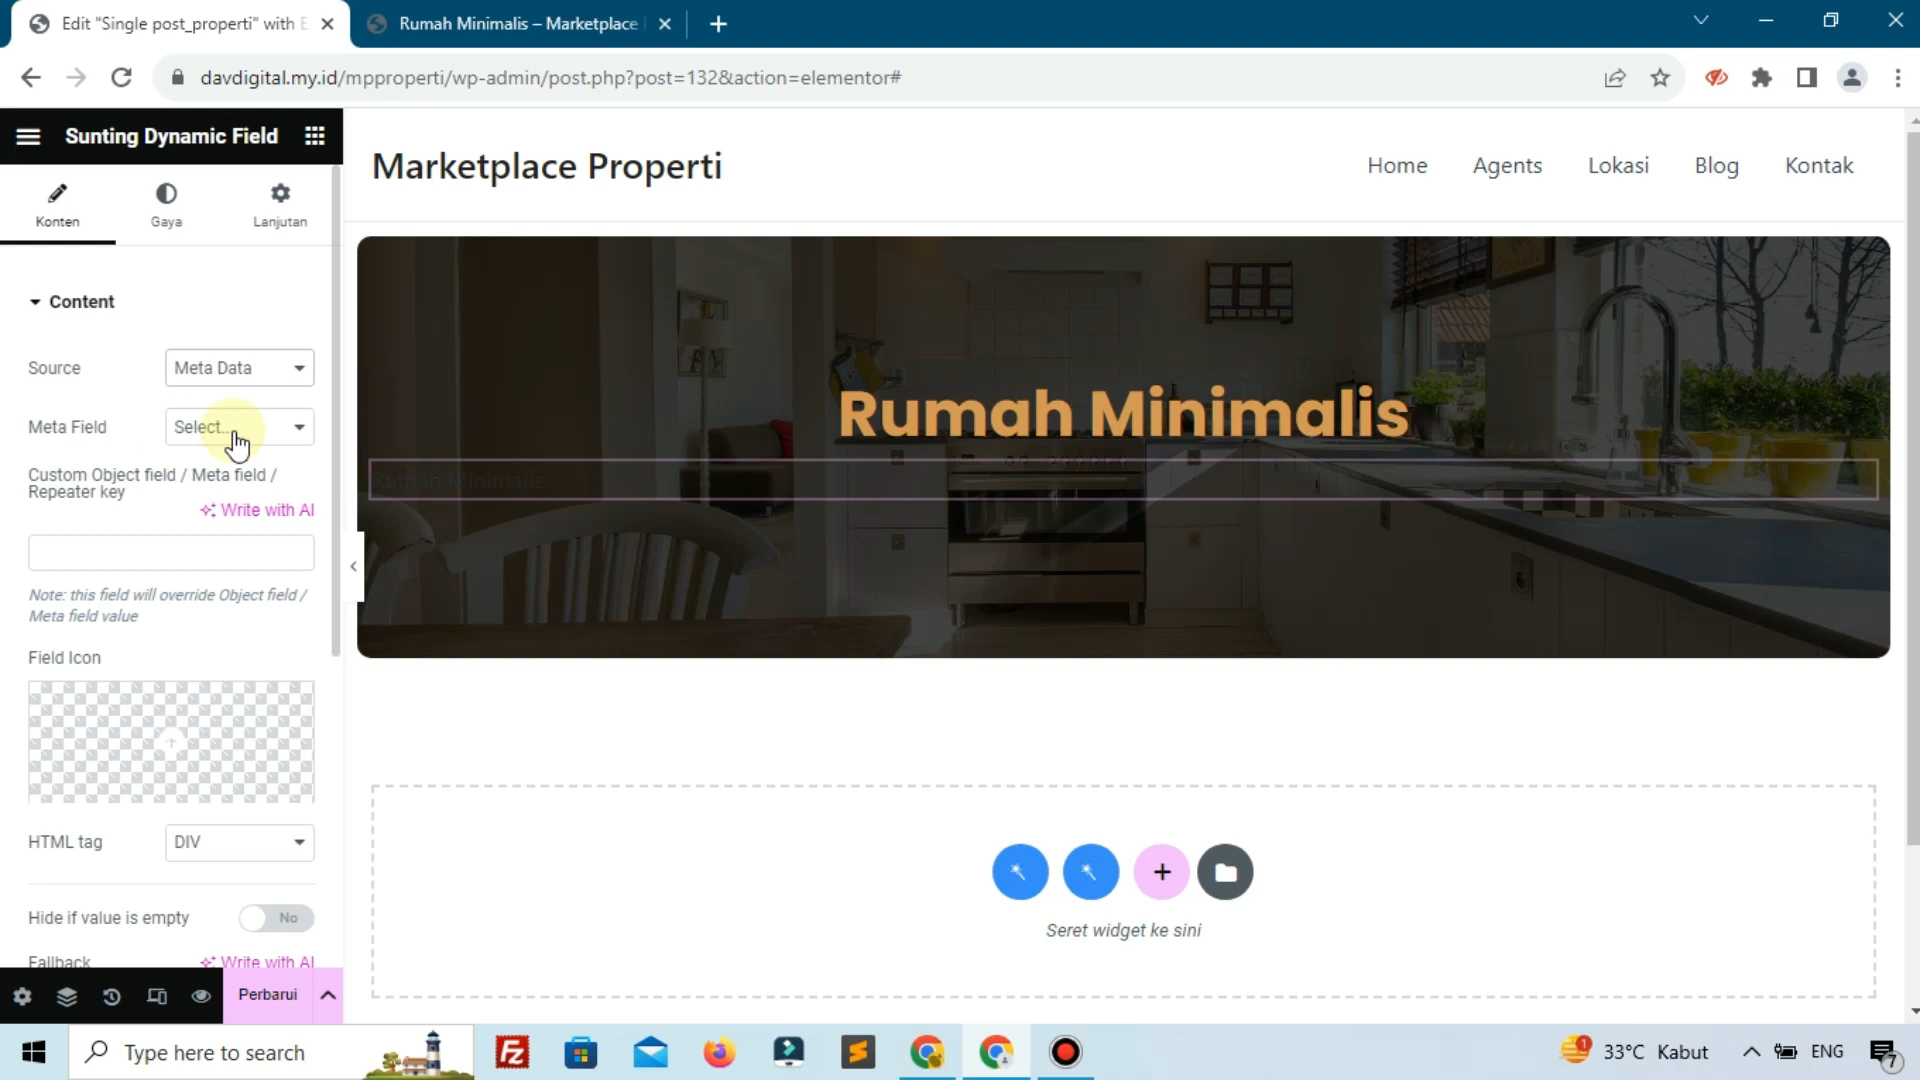 Edit "Single post_properti" with E
Rumah Minimalis – Marketplace
davdigital.my.id/mpproperti/wp-admin/post.php?post=132&action=elementor#
Sunting Dynamic Field
Konten
Gaya
Lanjutan
Content
Source
Meta Data
Meta Field
Select...
Custom Object field / Meta field /
Repeater key
Write with AI
Note: this field will override Object field /
Meta field value
Field Icon
HTML tag
DIV
Hide if value is empty
No
Fallback
Write with AI
Perbarui
Marketplace Properti
Home
Agents
Lokasi
Blog
Kontak
Rumah Minimalis
Rumah Minimalis
Seret widget ke sini
Type here to search
1
33°C Kabut
ENG
7